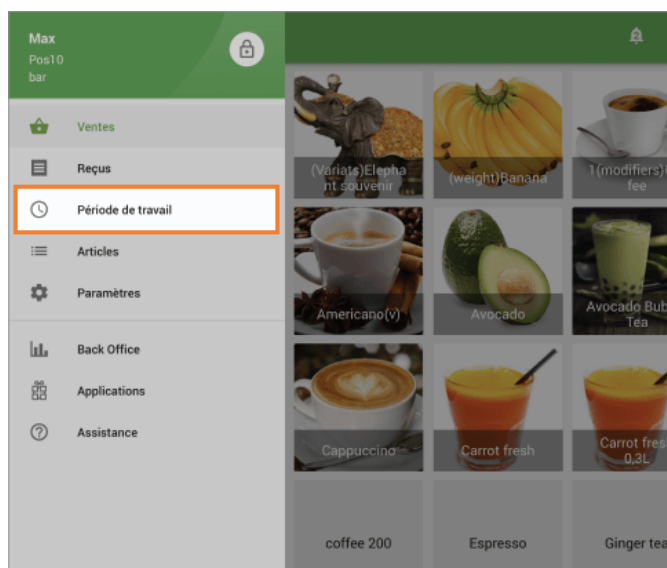 Max
Pos10
bar
Ventes
Reçus
Période de travail
Articles
Paramètres
Back Office
Applications
Assistance
(Variats)Elepha
nt souvenir
(weight)Banana
1(modifiers)
fee
Americano(v)
Avocado
Avocado Bub
Tea
Cappuccino
Carrot fresh
Carrot fres
0,3L
coffee 200
Espresso
Ginger tea